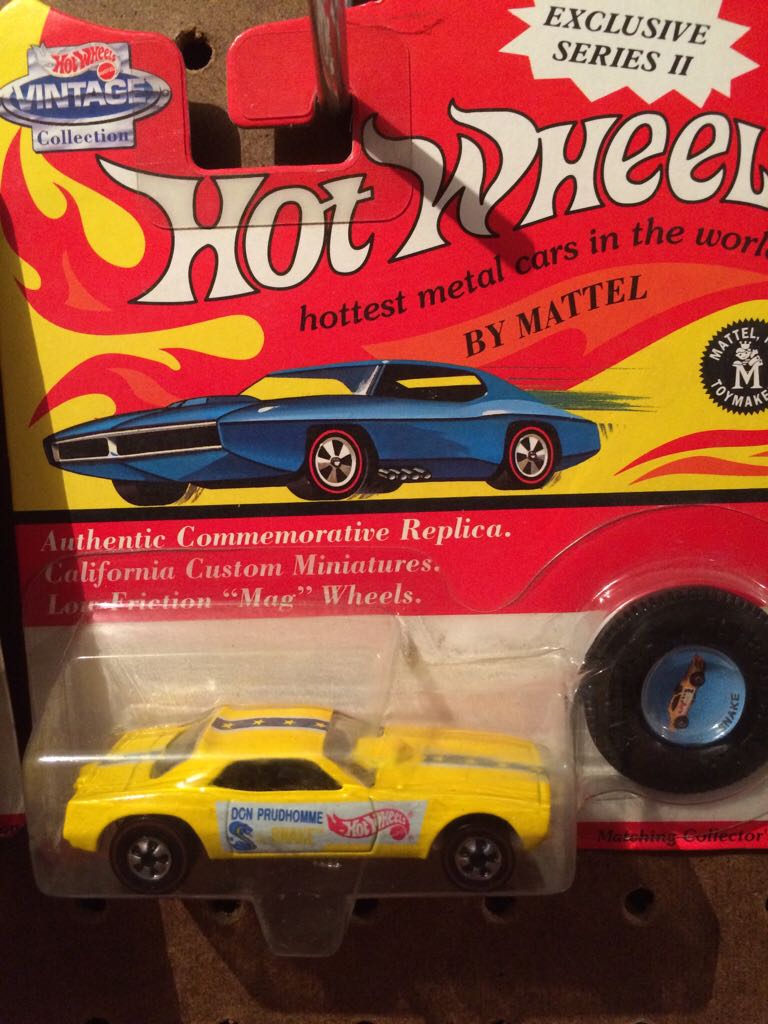 EXCLUSIVE
SERIES II
Hot Wheels
VINTAGE
Collection
Hot Wheel
hottest metal cars in the worl
BY MATTEL
MATTEL,
M
TOYMAKE
Authentic Commemorative Replica.
California Custom Miniatures.
Low Friction "Mag" Wheels.
DON PRUDHOMME
SNAKE
Hot Wheels
NAKE
Matching Collector'